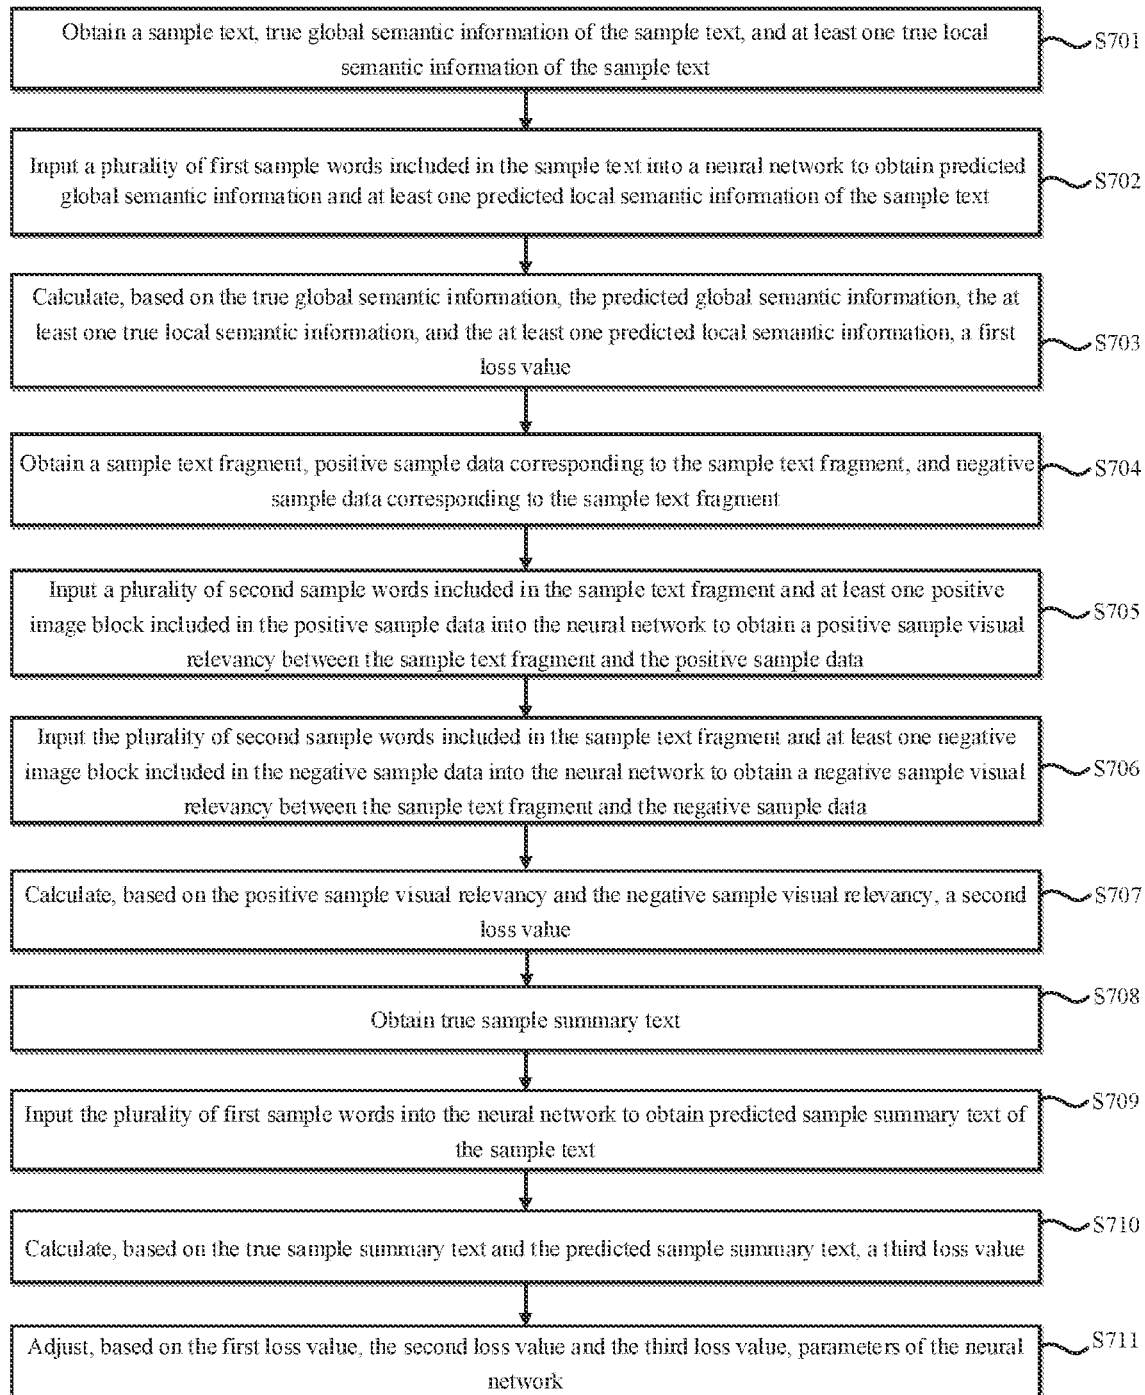 Obtain a sample text, true global semantic information of the sample text, and at least one true local
semantic information of the sample text
S701
Input a plurality of first sample words included in the sample text into a neural network to obtain predicted
global semantic information and at least one predicted local semantic information of the sample text
S702
Calculate, based on the true global semantic information, the predicted global semantic information, the at
least one true local semantic information, and the at least one predicted local semantic information, a first
loss value
S703
Obtain a sample text fragment, positive sample data corresponding to the sample text fragment, and negative
sample data corresponding to the sample text fragment
S704
Input a plurality of second sample words included in the sample text fragment and at least one positive
image block included in the positive sample data into the neural network to obtain a positive sample visual
relevancy between the sample text fragment and the positive sample data
S705
Input the plurality of second sample words included in the sample text fragment and at least one negative
image block included in the negative sample data into the neural network to obtain a negative sample visual
relevancy between the sample text fragment and the negative sample data
S706
Calculate, based on the positive sample visual relevancy and the negative sample visual relevancy, a second
loss value
S707
Obtain true sample summary text
S708
Input the plurality of first sample words into the neural network to obtain predicted sample summary text of
the sample text
S709
Calculate, based on the true sample summary text and the predicted sample summary text, a third loss value
S710
Adjust, based on the first loss value, the second loss value and the third loss value, parameters of the neural
network
S711